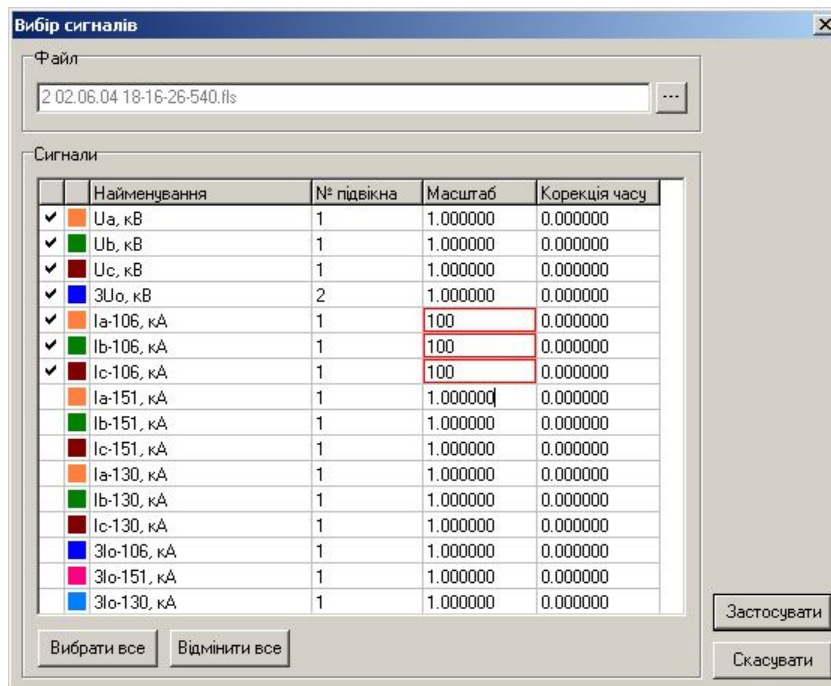 Вибір сигналів
Файл
2 02.06.04 18-16-26-540.fls
...
Сигнали
Найменування № підвікна Масштаб Корекція часу
Ua, кВ 1 1.000000 0.000000
Ub, кВ 1 1.000000 0.000000
Uc, кВ 1 1.000000 0.000000
3Uo, кВ 2 1.000000 0.000000
Ia-106, кА 1 100 0.000000
Ib-106, кА 1 100 0.000000
Ic-106, кА 1 100 0.000000
Ia-151, кА 1 1.000000 0.000000
Ib-151, кА 1 1.000000 0.000000
Ic-151, кА 1 1.000000 0.000000
Ia-130, кА 1 1.000000 0.000000
Ib-130, кА 1 1.000000 0.000000
Ic-130, кА 1 1.000000 0.000000
3Io-106, кА 1 1.000000 0.000000
3Io-151, кА 1 1.000000 0.000000
3Io-130, кА 1 1.000000 0.000000
Застосувати
Вибрати все Відмінити все
Скасувати